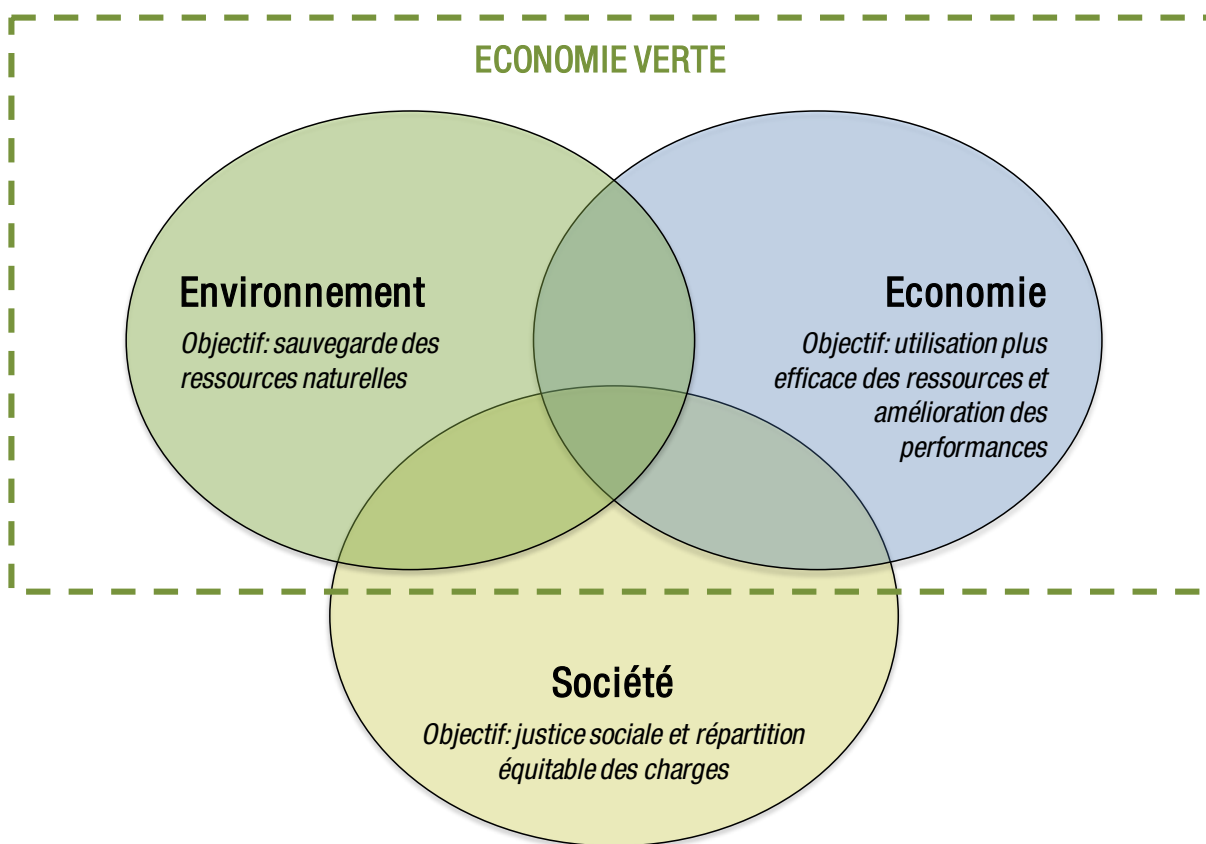 ECONOMIE VERTE
Environnement
Objectif: sauvegarde des
ressources naturelles
Economie
Objectif: utilisation plus
efficace des ressources et
amélioration des
performances
Société
Objectif: justice sociale et répartition
équitable des charges